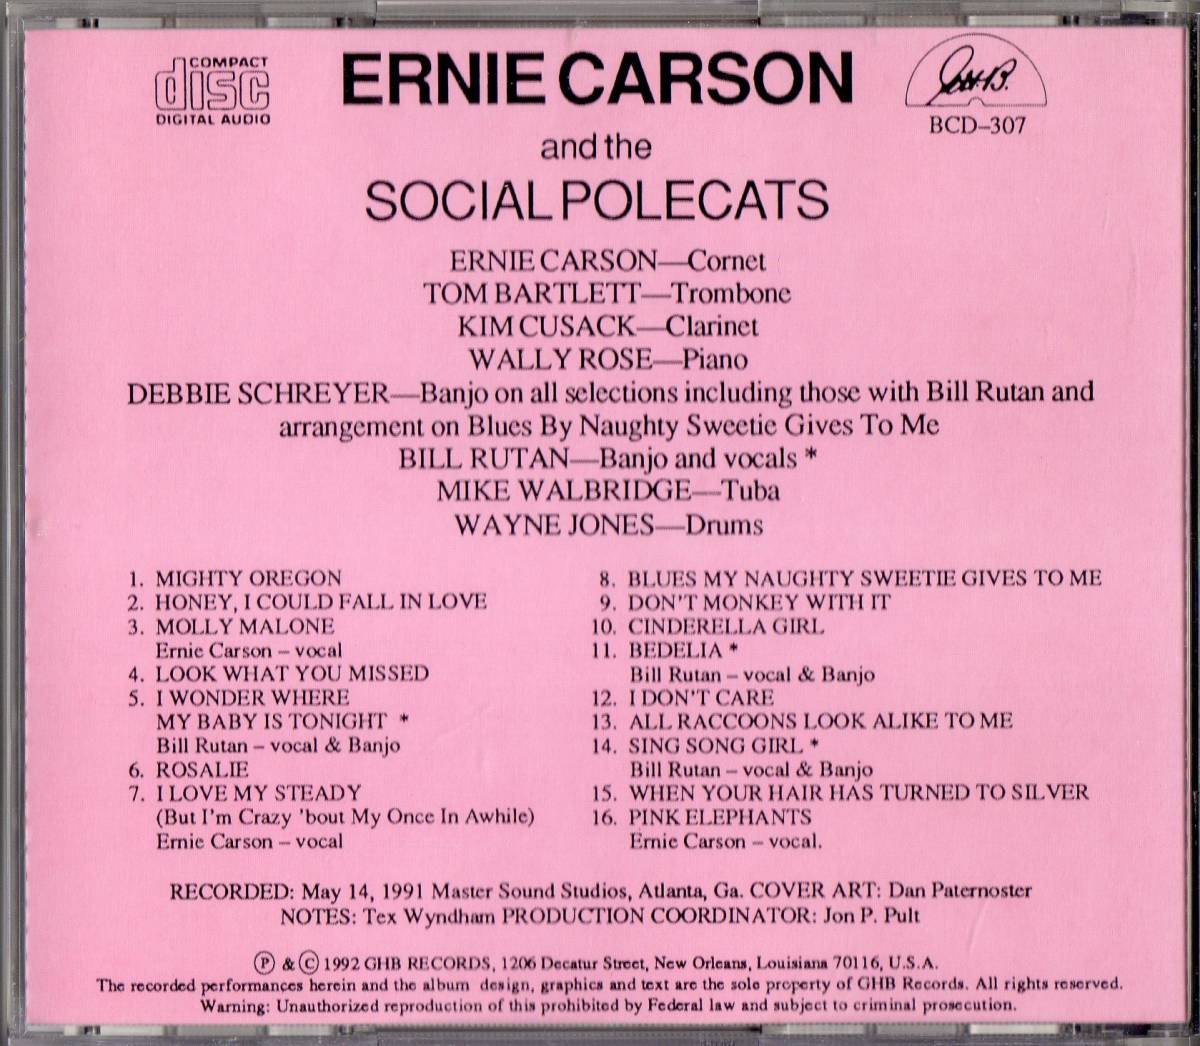 COMPACT
disc
DIGITAL AUDIO
ERNIE CARSON
BCD-307
and the
SOCIAL POLECATS
ERNIE CARSON—Cornet
TOM BARTLETT—Trombone
KIM CUSACK—Clarinet
WALLY ROSE—Piano
DEBBIE SCHREYER—Banjo on all selections including those with Bill Rutan and
arrangement on Blues By Naughty Sweetie Gives To Me
BILL RUTAN—Banjo and vocals *
MIKE WALBRIDGE—Tuba
WAYNE JONES—Drums
1. MIGHTY OREGON
2. HONEY, I COULD FALL IN LOVE
3. MOLLY MALONE
Ernie Carson – vocal
4. LOOK WHAT YOU MISSED
5. I WONDER WHERE
MY BABY IS TONIGHT *
Bill Rutan – vocal & Banjo
6. ROSALIE
7. I LOVE MY STEADY
(But I'm Crazy 'bout My Once In Awhile)
Ernie Carson – vocal
8. BLUES MY NAUGHTY SWEETIE GIVES TO ME
9. DON'T MONKEY WITH IT
10. CINDERELLA GIRL
11. BEDELIA *
Bill Rutan – vocal & Banjo
12. I DON'T CARE
13. ALL RACCOONS LOOK ALIKE TO ME
14. SING SONG GIRL *
Bill Rutan – vocal & Banjo
15. WHEN YOUR HAIR HAS TURNED TO SILVER
16. PINK ELEPHANTS
Ernie Carson – vocal.
RECORDED: May 14, 1991 Master Sound Studios, Atlanta, Ga. COVER ART: Dan Paternoster
NOTES: Tex Wyndham PRODUCTION COORDINATOR: Jon P. Pult
Ⓟ & © 1992 GHB RECORDS, 1206 Decatur Street, New Orleans, Louisiana 70116, U.S.A.
The recorded performances herein and the album design, graphics and text are the solo property of GHB Records. All rights reserved.
Warning: Unauthorized reproduction of this prohibited by Federal law and subject to criminal prosecution.